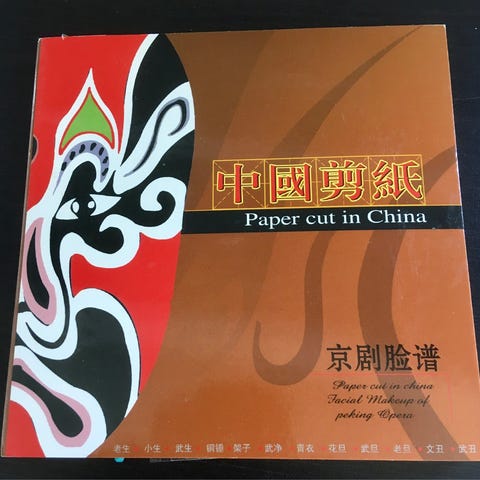 中國剪紙
Paper cut in China
京剧脸谱
Paper cut in china
Facial Makeup of
peking Opera
老生 小生 武生 铜锤 架子 武净 青衣 花旦 武旦 老旦 文丑 武丑